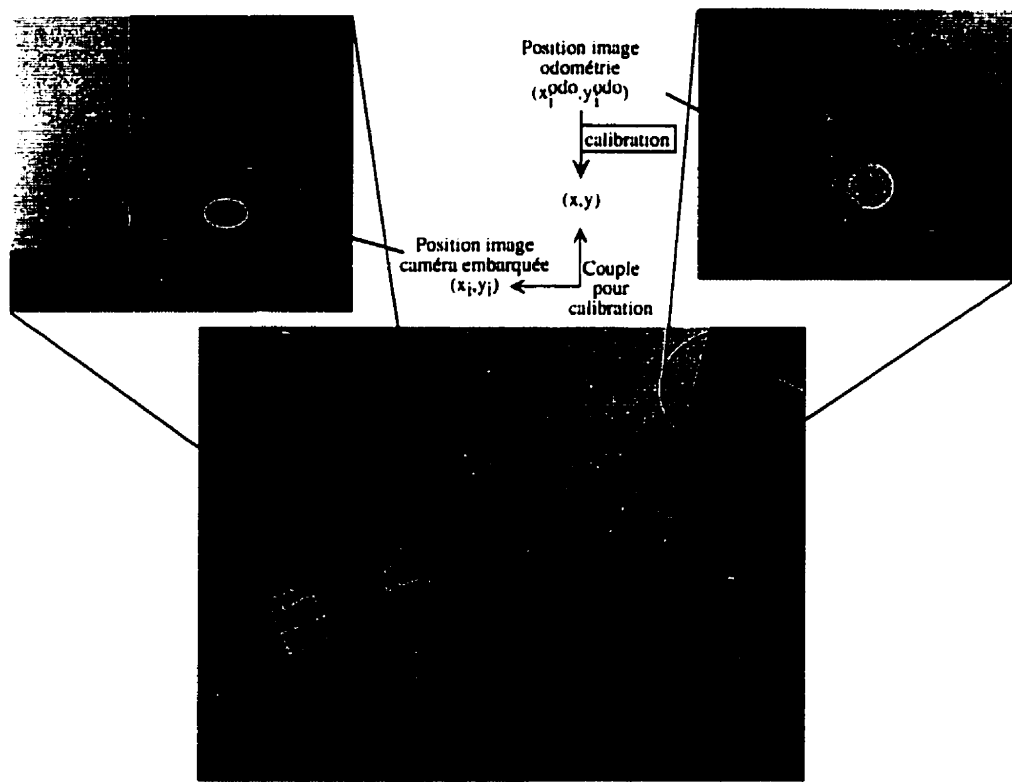 Position image
odométrie
(x_i^odo, y_i^odo)
calibration
(x,y)
Position image
caméra embarquée
(x_i,y_i)
Couple
pour
calibration